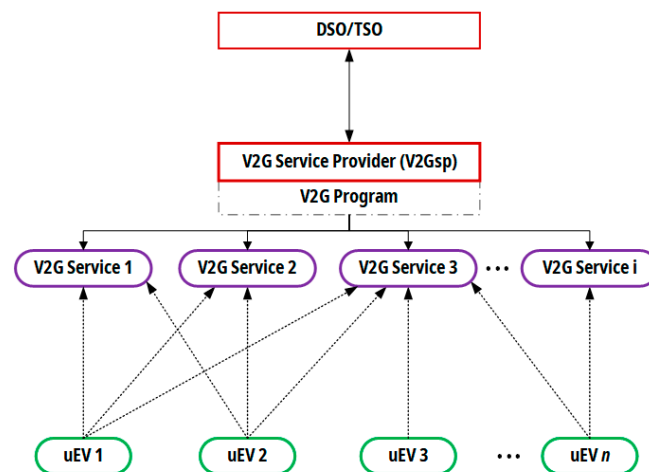 DSO/TSO
V2G Service Provider (V2Gsp)
V2G Program
V2G Service 1
V2G Service 2
V2G Service 3
...
V2G Service i
uEV 1
uEV 2
uEV 3
...
uEV n